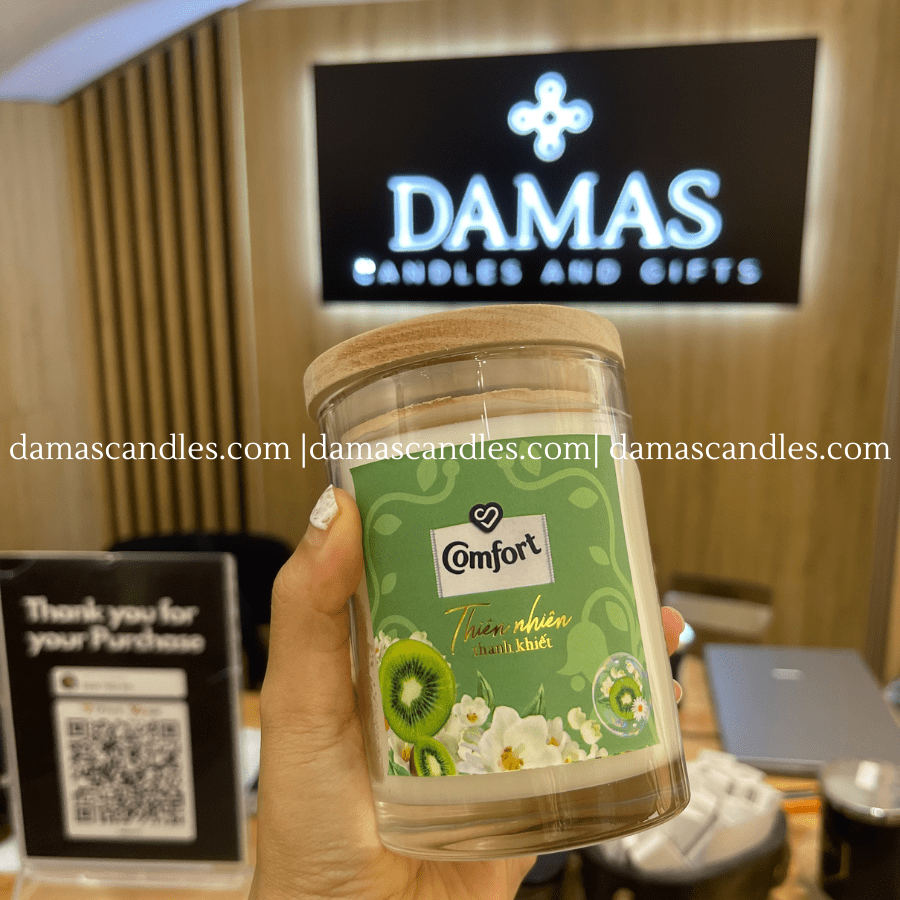 DAMAS
CANDLES AND GIFTS
damascandles.com |damascandles.com| damascandles.com
Comfort
Thiên nhiên
thanh khiết
Thank you for
your Purchase